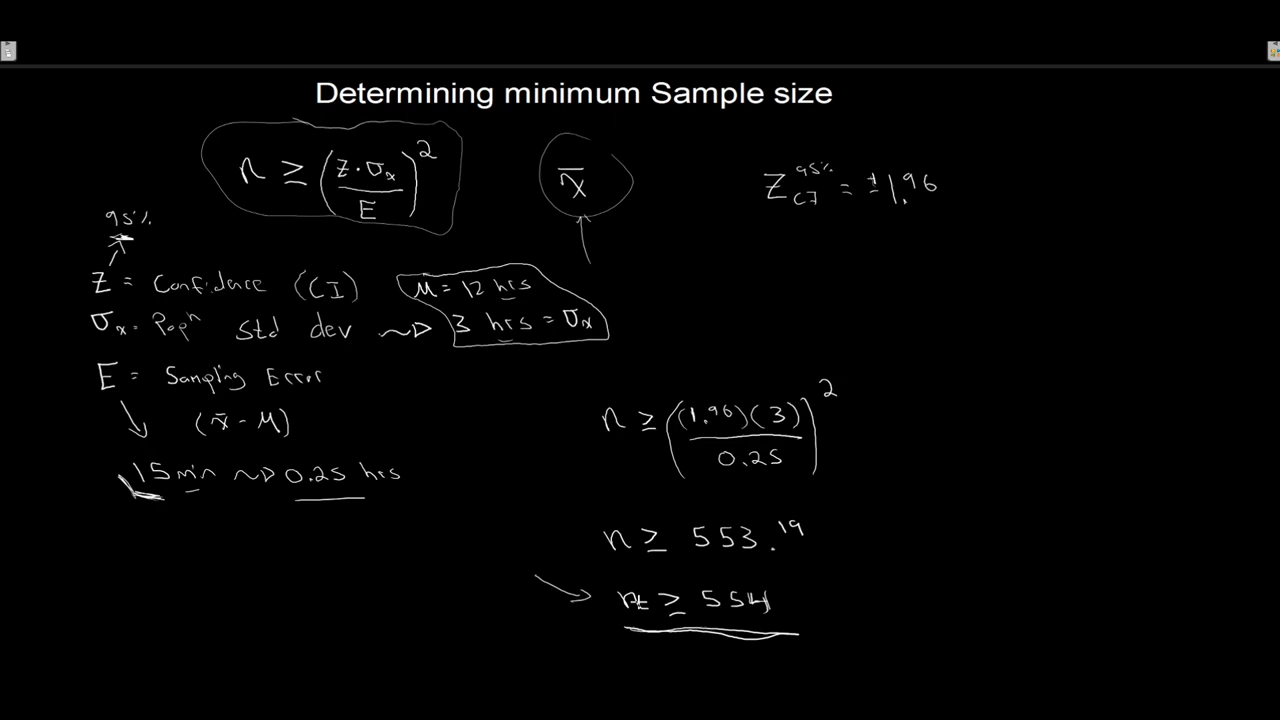 Determining minimum Sample size
n ≥ (z·σx / E)²
x̄
Z 95% CI = ±1.96
95%
Z = Confidence (CI)
μ = 12 hrs
σx = Popⁿ Std dev ~> 3 hrs = σx
E = Sampling Error
(x̄ - μ)
15 min ~> 0.25 hrs
n ≥ ((1.96)(3) / 0.25)²
n ≥ 553.19
n ≥ 554